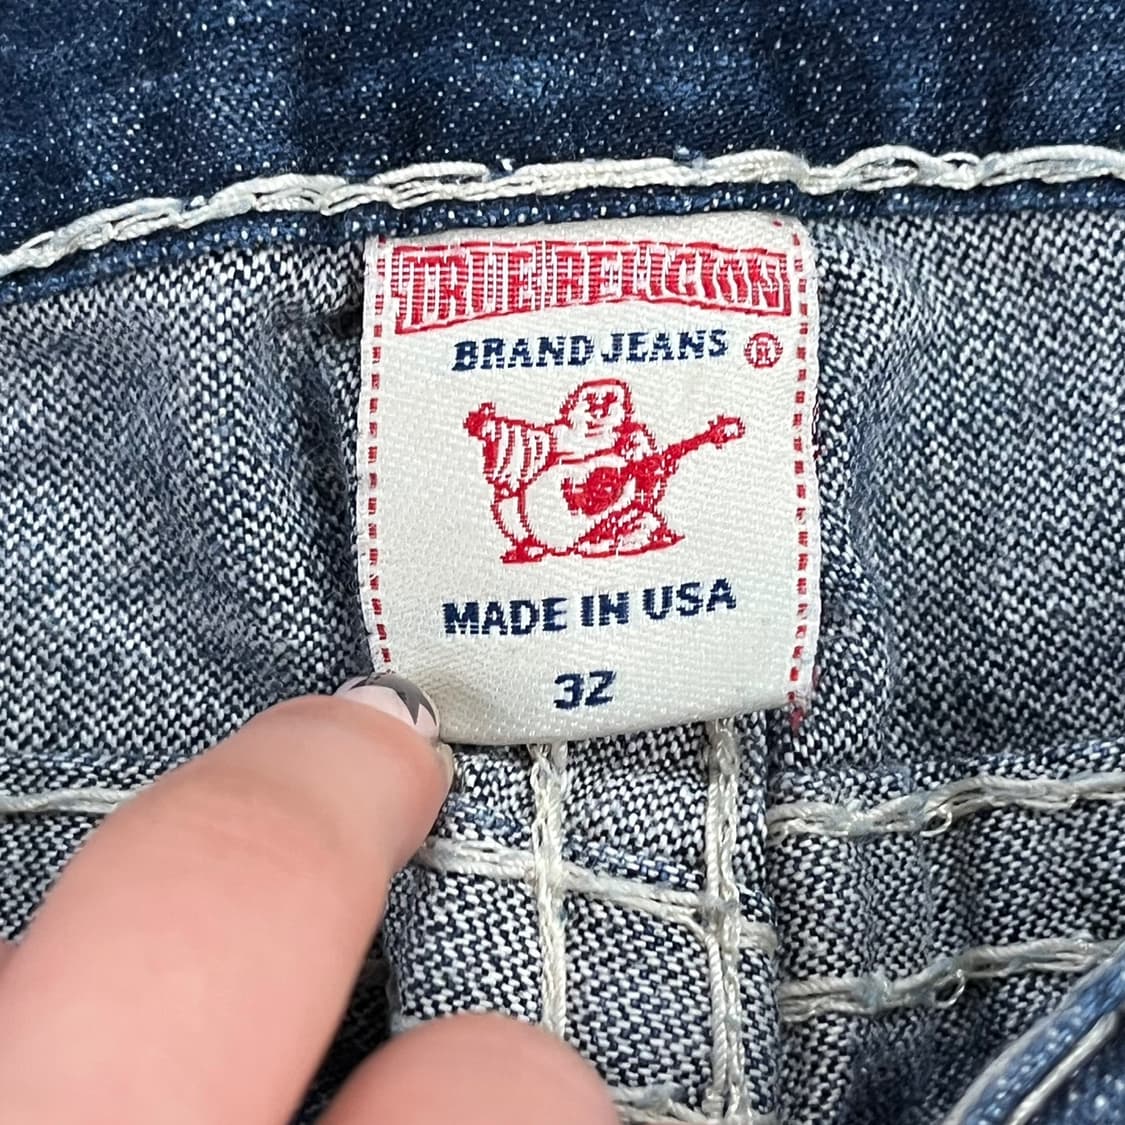 TRUE RELIGION
BRAND JEANS ®
MADE IN USA
32